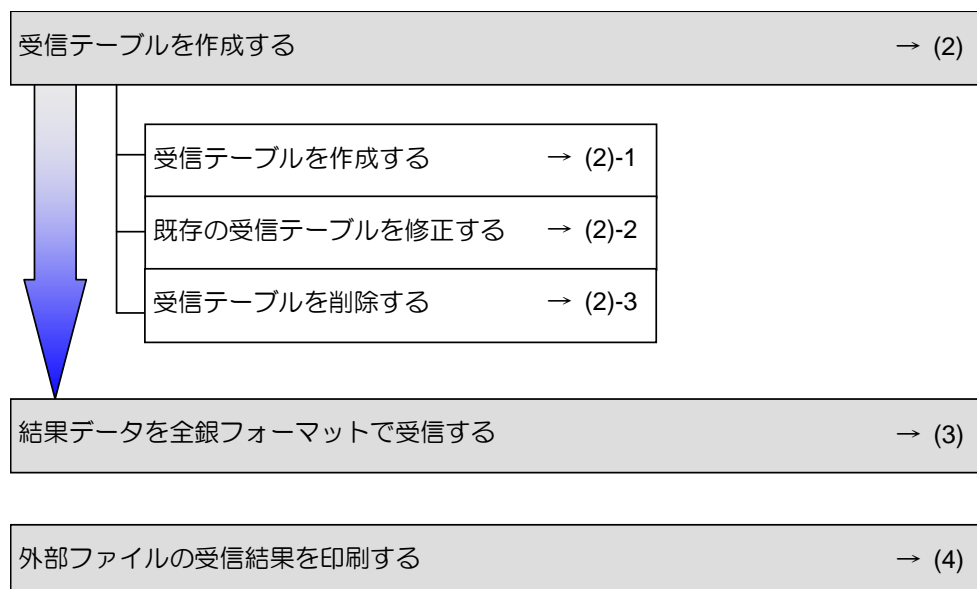 受信テーブルを作成する → (2)
受信テーブルを作成する → (2)-1
既存の受信テーブルを修正する → (2)-2
受信テーブルを削除する → (2)-3
結果データを全銀フォーマットで受信する → (3)
外部ファイルの受信結果を印刷する → (4)